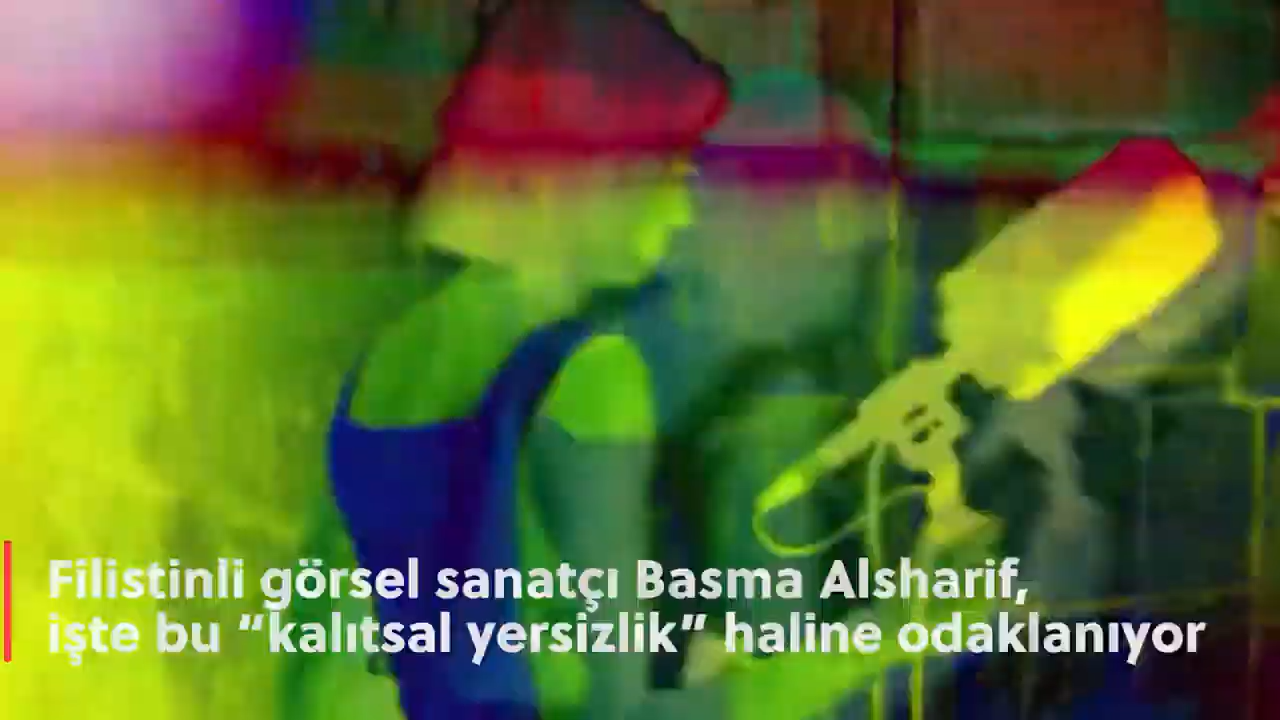 Filistinli görsel sanatçı Basma Alsharif,
işte bu “kalıtsal yersizlik” haline odaklanıyor